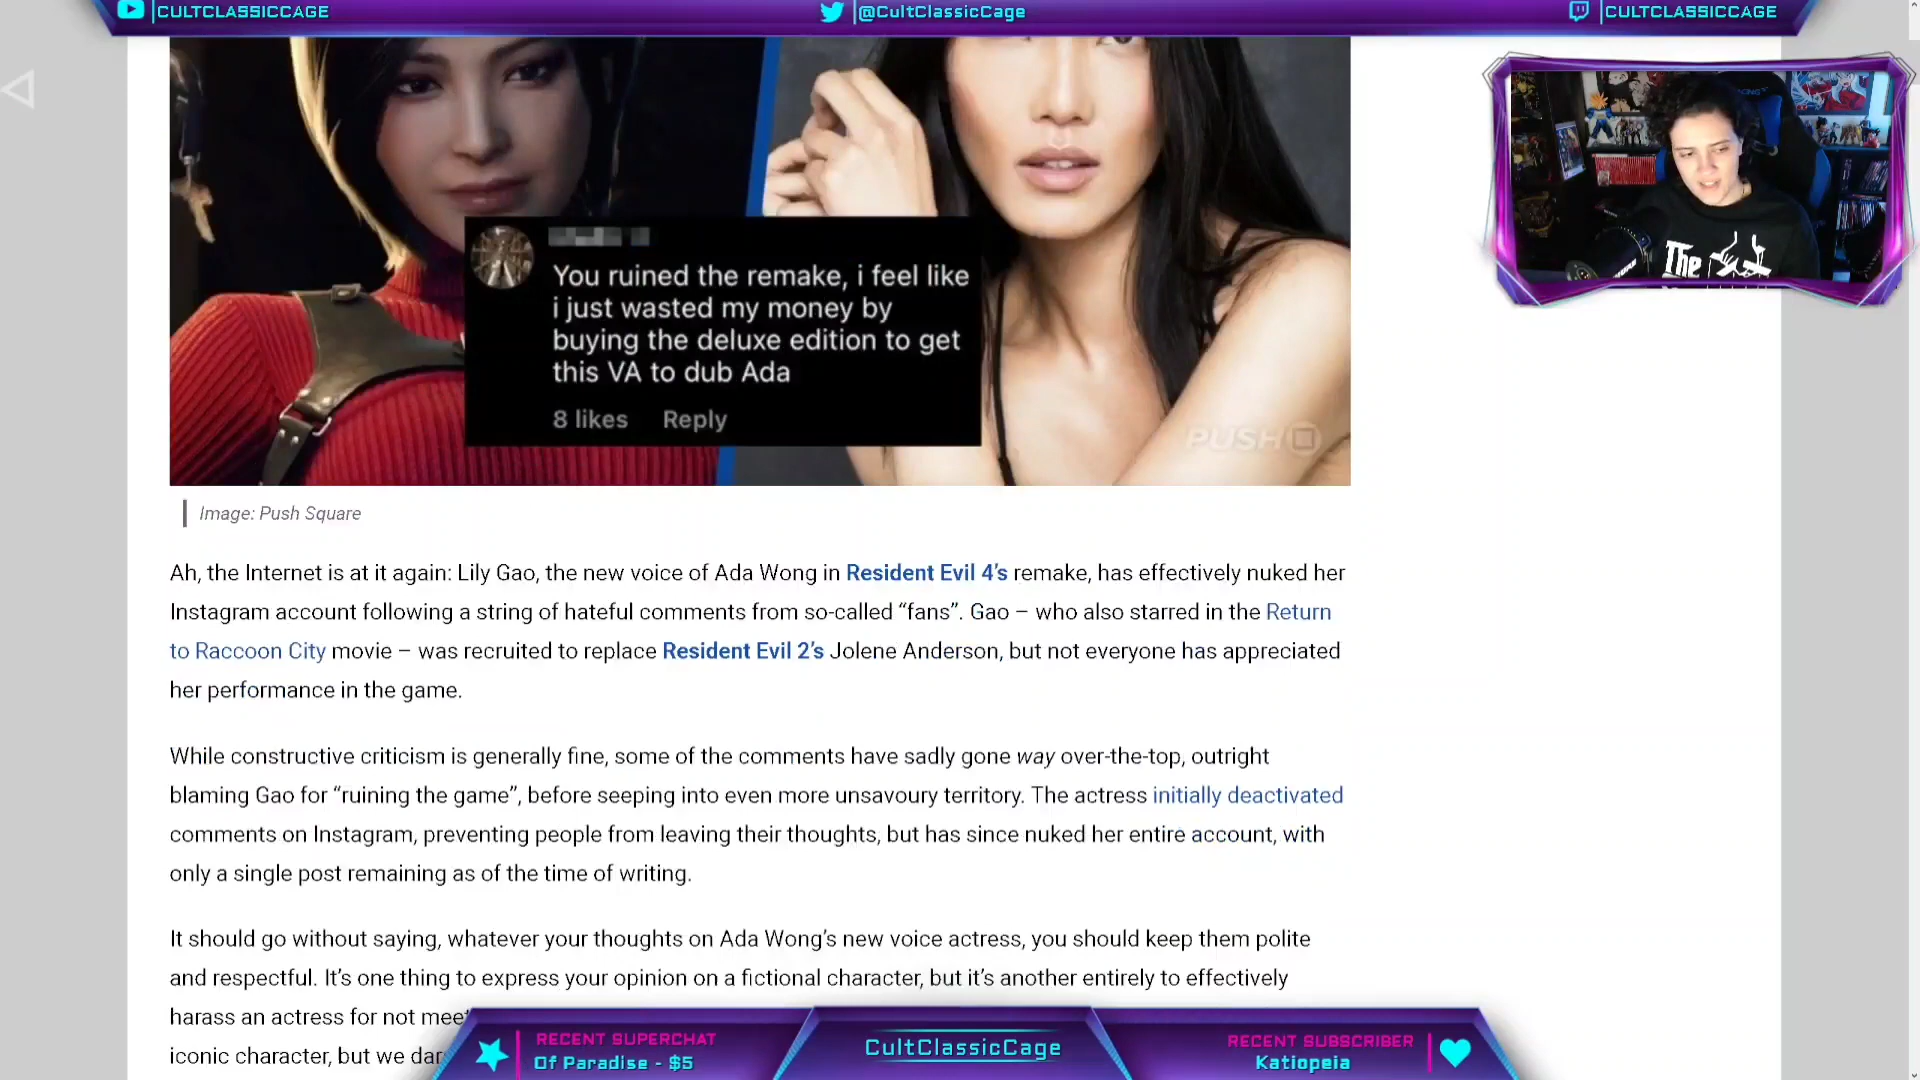 CULTCLASSICCAGE
@CultClassicCage
CULTCLASSICCAGE
You ruined the remake, i feel like
i just wasted my money by
buying the deluxe edition to get
this VA to dub Ada
8 likes Reply
PUSH
Image: Push Square
The
Ah, the Internet is at it again: Lily Gao, the new voice of Ada Wong in Resident Evil 4’s remake, has effectively nuked her
Instagram account following a string of hateful comments from so-called “fans”. Gao – who also starred in the Return
to Raccoon City movie – was recruited to replace Resident Evil 2’s Jolene Anderson, but not everyone has appreciated
her performance in the game.
While constructive criticism is generally fine, some of the comments have sadly gone way over-the-top, outright
blaming Gao for “ruining the game”, before seeping into even more unsavoury territory. The actress initially deactivated
comments on Instagram, preventing people from leaving their thoughts, but has since nuked her entire account, with
only a single post remaining as of the time of writing.
It should go without saying, whatever your thoughts on Ada Wong’s new voice actress, you should keep them polite
and respectful. It’s one thing to express your opinion on a fictional character, but it’s another entirely to effectively
harass an actress for not meet
iconic character, but we dar
RECENT SUPERCHAT
Of Paradise - $5
CultClassicCage
RECENT SUBSCRIBER
Katiopeia